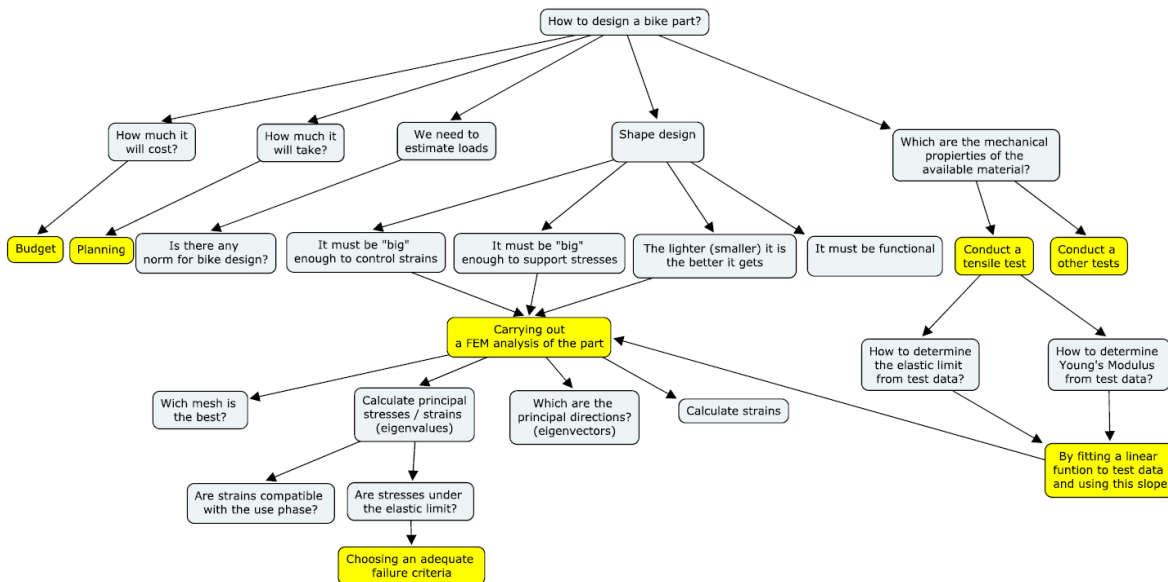 How to design a bike part?
How much it
will cost?
How much it
will take?
We need to
estimate loads
Shape design
Which are the mechanical
propierties of the
available material?
Budget
Planning
Is there any
norm for bike design?
It must be "big"
enough to control strains
It must be "big"
enough to support stresses
The lighter (smaller) it is
the better it gets
It must be functional
Conduct a
tensile test
Conduct a
other tests
Carrying out
a FEM analysis of the part
How to determine
the elastic limit
from test data?
How to determine
Young's Modulus
from test data?
Wich mesh is
the best?
Calculate principal
stresses / strains
(eigenvalues)
Which are the
principal directions?
(eigenvectors)
Calculate strains
By fitting a linear
funtion to test data
and using this slope
Are strains compatible
with the use phase?
Are stresses under
the elastic limit?
Choosing an adequate
failure criteria